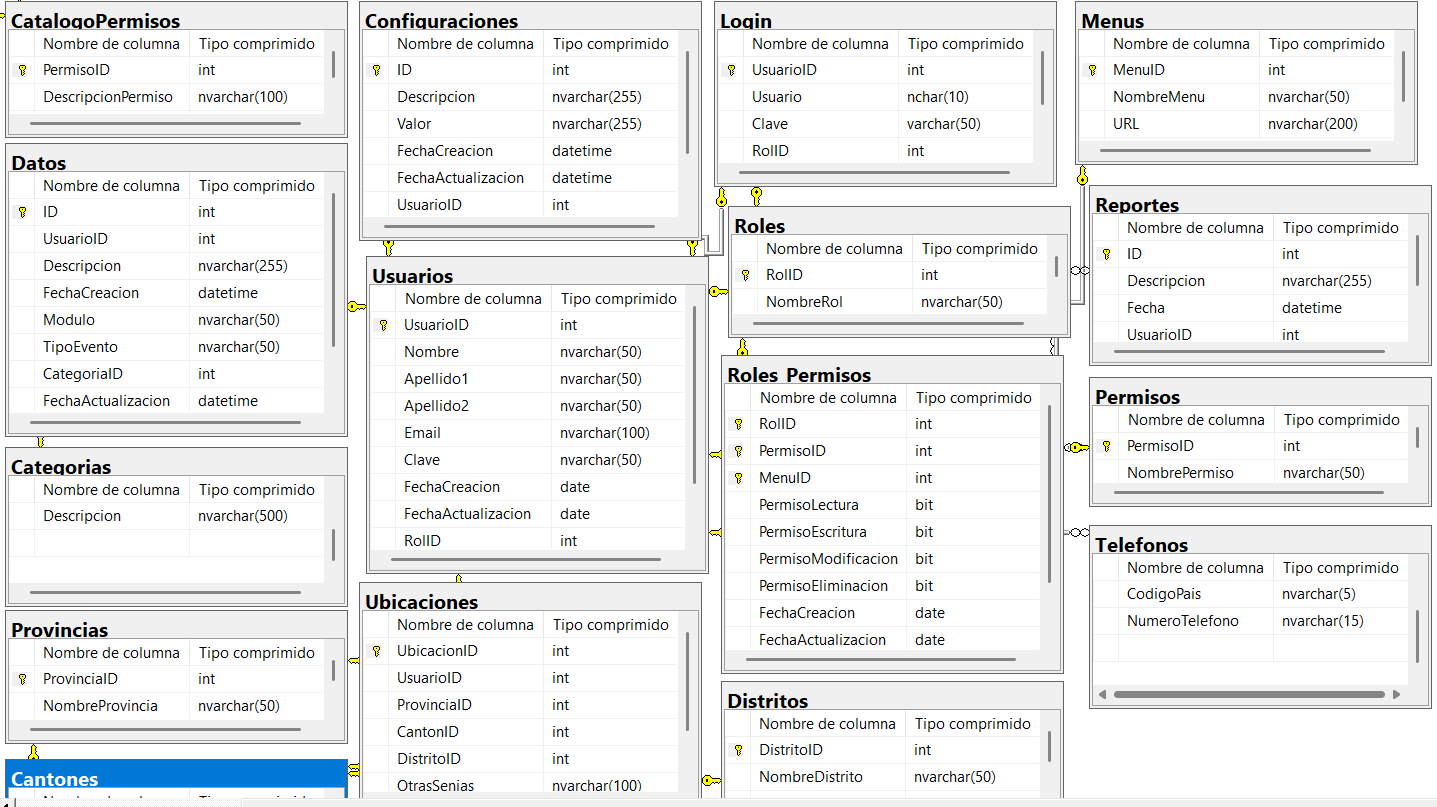 CatalogoPermisos
Nombre de columna Tipo comprimido
PermisoID int
DescripcionPermiso nvarchar(100)
Datos
Nombre de columna Tipo comprimido
ID int
UsuarioID int
Descripcion nvarchar(255)
FechaCreacion datetime
Modulo nvarchar(50)
TipoEvento nvarchar(50)
CategoriaID int
FechaActualizacion datetime
Categorias
Nombre de columna Tipo comprimido
Descripcion nvarchar(500)
Provincias
Nombre de columna Tipo comprimido
ProvinciaID int
NombreProvincia nvarchar(50)
Cantones
Configuraciones
Nombre de columna Tipo comprimido
ID int
Descripcion nvarchar(255)
Valor nvarchar(255)
FechaCreacion datetime
FechaActualizacion datetime
UsuarioID int
Usuarios
Nombre de columna Tipo comprimido
UsuarioID int
Nombre nvarchar(50)
Apellido1 nvarchar(50)
Apellido2 nvarchar(50)
Email nvarchar(100)
Clave nvarchar(50)
FechaCreacion date
FechaActualizacion date
RolID int
Ubicaciones
Nombre de columna Tipo comprimido
UbicacionID int
UsuarioID int
ProvinciaID int
CantonID int
DistritoID int
OtrasSenias nvarchar(100)
Login
Nombre de columna Tipo comprimido
UsuarioID int
Usuario nchar(10)
Clave varchar(50)
RolID int
Roles
Nombre de columna Tipo comprimido
RolID int
NombreRol nvarchar(50)
Roles_Permisos
Nombre de columna Tipo comprimido
RolID int
PermisoID int
MenuID int
PermisoLectura bit
PermisoEscritura bit
PermisoModificacion bit
PermisoEliminacion bit
FechaCreacion date
FechaActualizacion date
Distritos
Nombre de columna Tipo comprimido
DistritoID int
NombreDistrito nvarchar(50)
Menus
Nombre de columna Tipo comprimido
MenuID int
NombreMenu nvarchar(50)
URL nvarchar(200)
Reportes
Nombre de columna Tipo comprimido
ID int
Descripcion nvarchar(255)
Fecha datetime
UsuarioID int
Permisos
Nombre de columna Tipo comprimido
PermisoID int
NombrePermiso nvarchar(50)
Telefonos
Nombre de columna Tipo comprimido
CodigoPais nvarchar(5)
NumeroTelefono nvarchar(15)